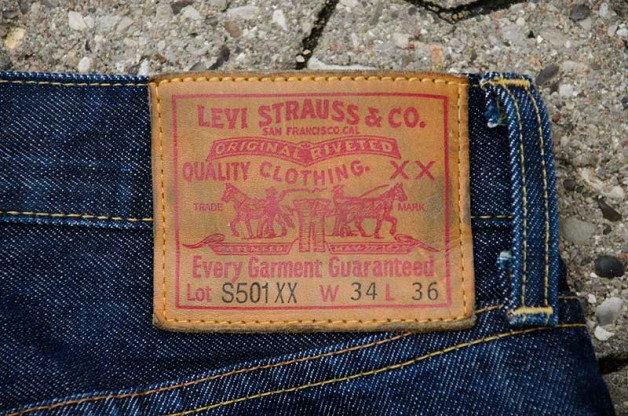 LEVI STRAUSS & CO.
SAN FRANCISCO, CAL
ORIGINAL RIVETED
QUALITY CLOTHING. XX
TRADE MARK
PATENTED
Every Garment Guaranteed
Lot S501XX W 34 L 36